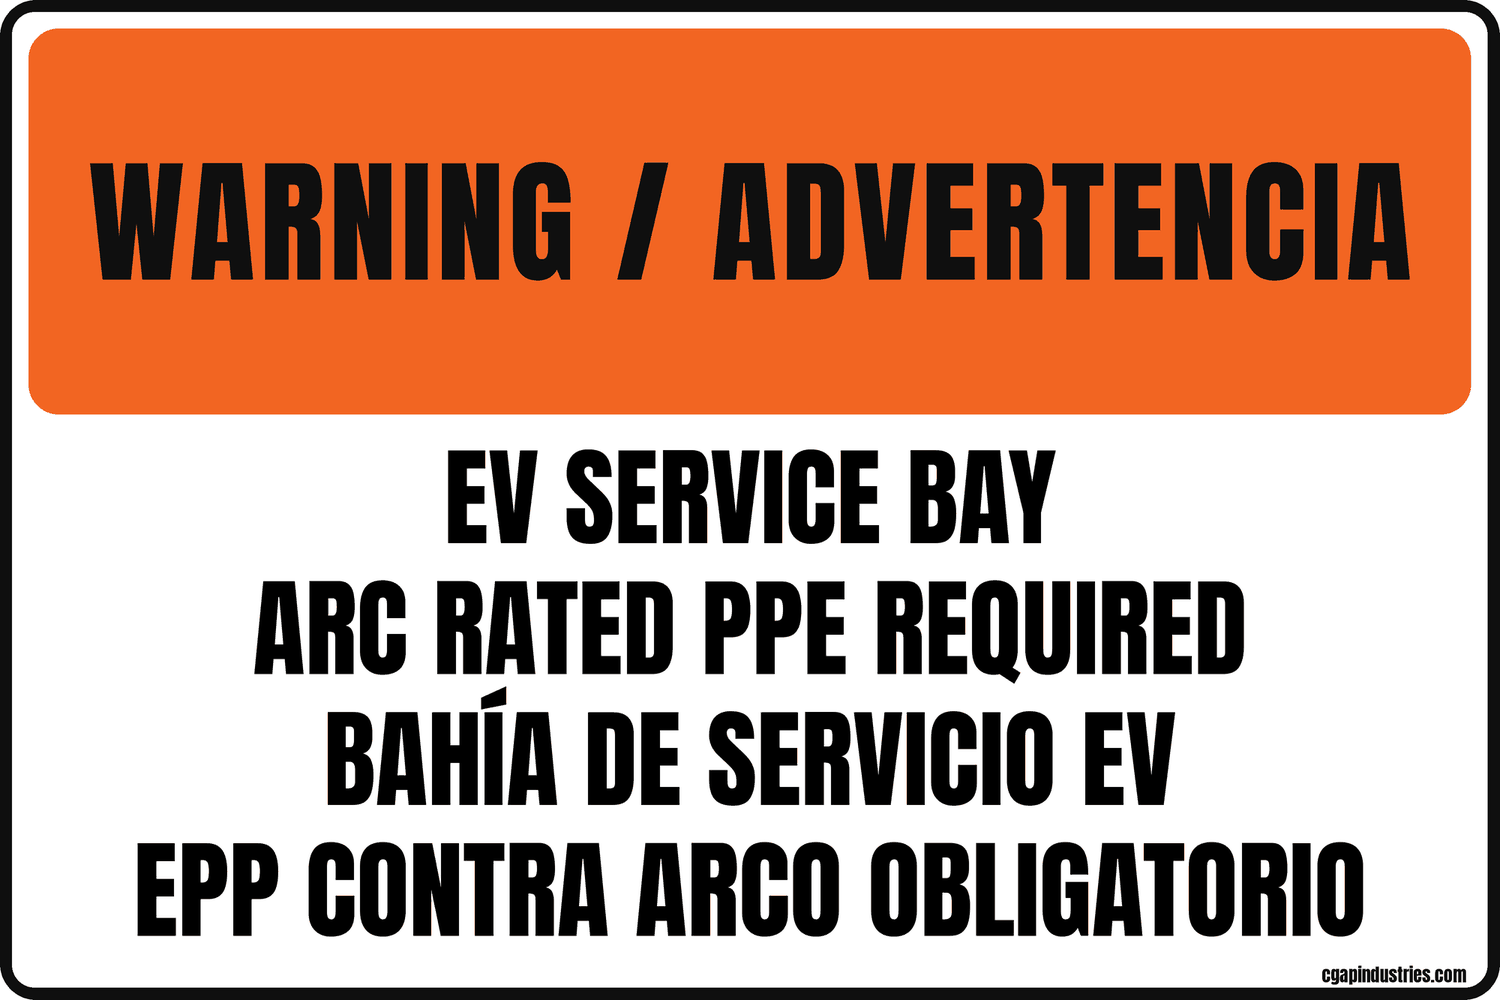 WARNING / ADVERTENCIA
EV SERVICE BAY
ARC RATED PPE REQUIRED
BAHÍA DE SERVICIO EV
EPP CONTRA ARCO OBLIGATORIO
cgapindustries.com